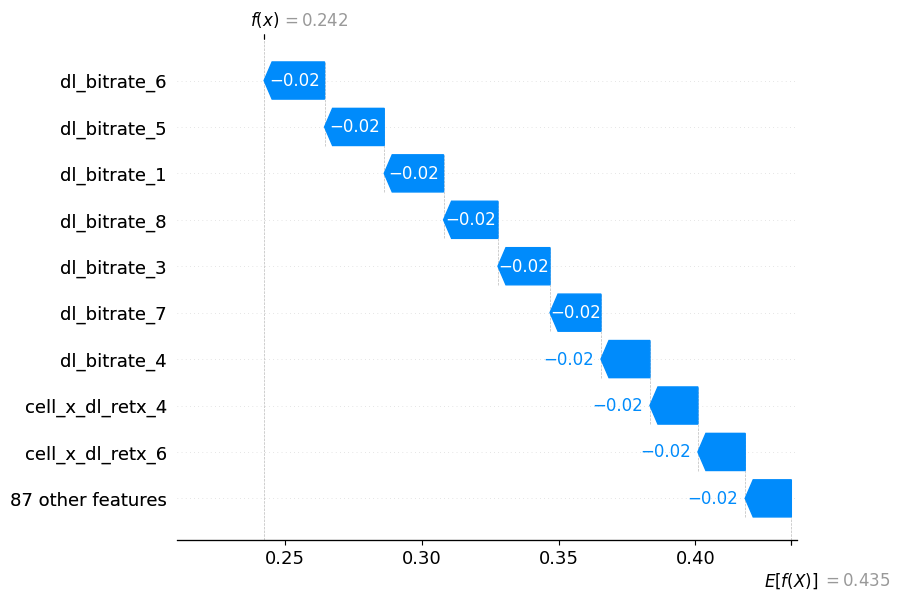 f(x) = 0.242
dl_bitrate_6 −0.02
dl_bitrate_5 −0.02
dl_bitrate_1 −0.02
dl_bitrate_8 −0.02
dl_bitrate_3 −0.02
dl_bitrate_7 −0.02
dl_bitrate_4 −0.02
cell_x_dl_retx_4 −0.02
cell_x_dl_retx_6 −0.02
87 other features −0.02
0.25 0.30 0.35 0.40
E[f(X)] = 0.435